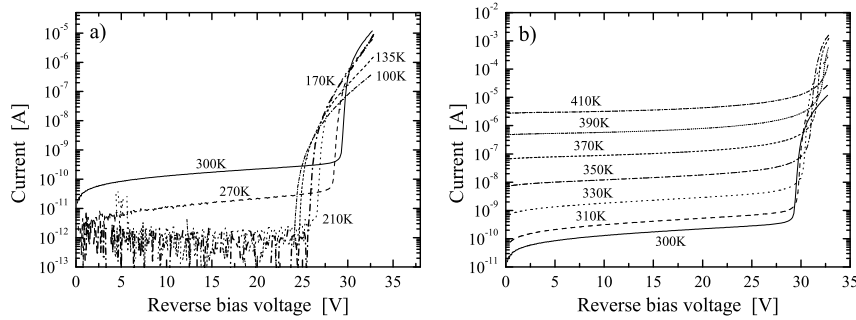 a)
Current [A]
10⁻⁵
10⁻⁶
10⁻⁷
10⁻⁸
10⁻⁹
10⁻¹⁰
10⁻¹¹
10⁻¹²
10⁻¹³
135K
170K
100K
300K
270K
210K
0 5 10 15 20 25 30 35
Reverse bias voltage [V]
b)
Current [A]
10⁻²
10⁻³
10⁻⁴
10⁻⁵
10⁻⁶
10⁻⁷
10⁻⁸
10⁻⁹
10⁻¹⁰
10⁻¹¹
410K
390K
370K
350K
330K
310K
300K
0 5 10 15 20 25 30 35
Reverse bias voltage [V]